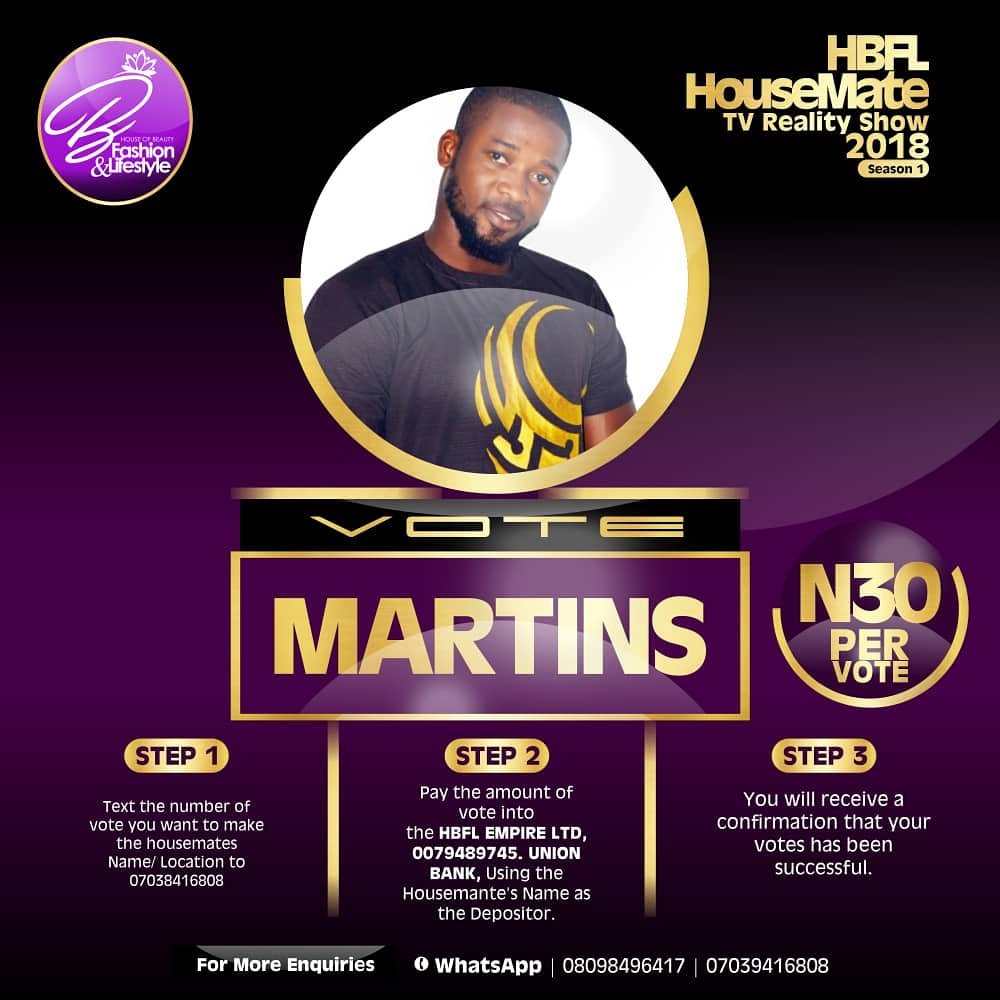 B
HOUSE OF BEAUTY
Fashion
&Lifestyle
HBFL
HouseMate
TV Reality Show
2018
Season 1
VOTE
MARTINS
N30
PER
VOTE
STEP 1
Text the number of
vote you want to make
the housemates
Name/ Location to
07038416808
STEP 2
Pay the amount of
vote into
the HBFL EMPIRE LTD,
0079489745. UNION
BANK, Using the
Housemante's Name as
the Depositor.
STEP 3
You will receive a
confirmation that your
votes has been
successful.
For More Enquiries
WhatsApp | 08098496417 | 07039416808